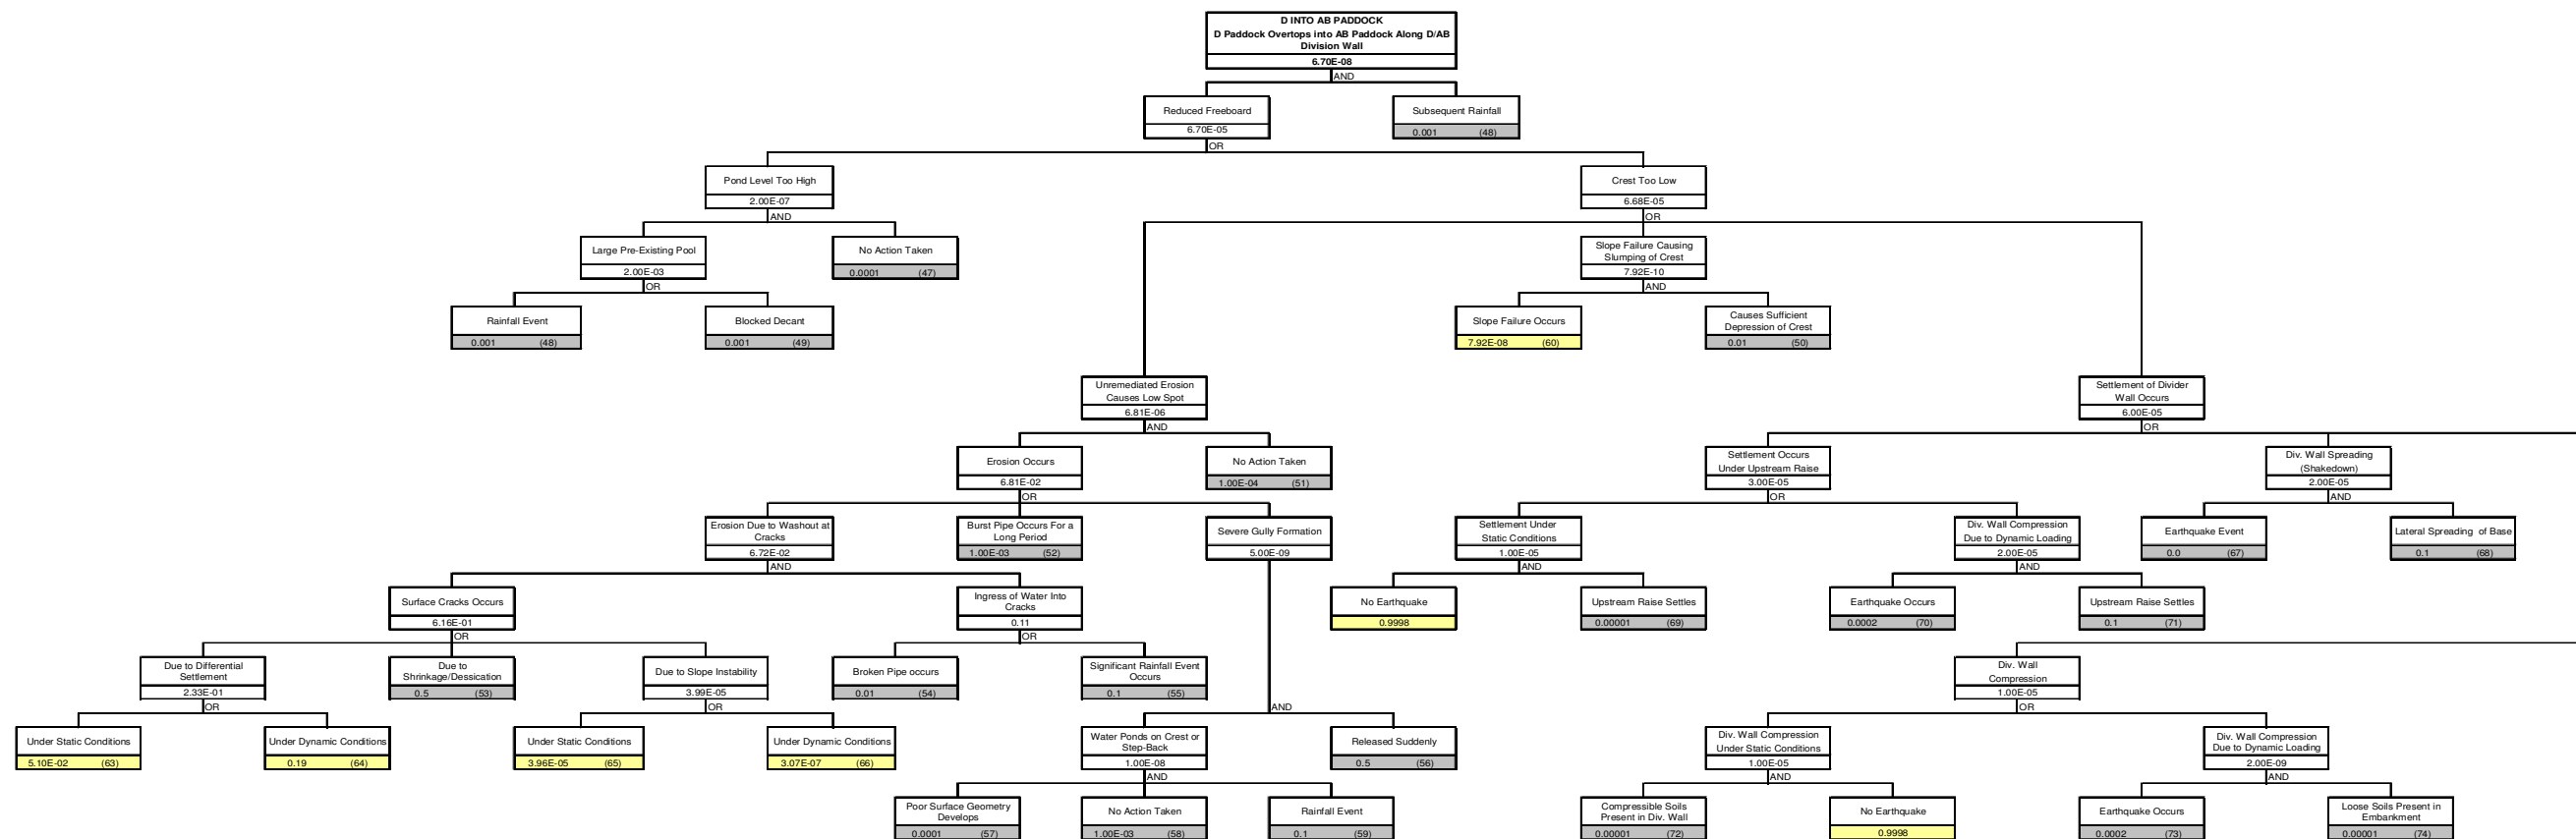 D INTO AB PADDOCK
D Paddock Overtops into AB Paddock Along D/AB
Division Wall
6.70E-08
AND
Reduced Freeboard
6.70E-05
Subsequent Rainfall
0.001 (48)
OR
Pond Level Too High
2.00E-07
Crest Too Low
6.68E-05
AND
OR
Large Pre-Existing Pool
2.00E-03
No Action Taken
0.0001 (47)
Slope Failure Causing
Slumping of Crest
7.92E-10
OR
AND
Rainfall Event
0.001 (48)
Blocked Decant
0.001 (49)
Slope Failure Occurs
7.92E-08 (60)
Causes Sufficient
Depression of Crest
0.01 (50)
Unremediated Erosion
Causes Low Spot
6.81E-06
Settlement of Divider
Wall Occurs
6.00E-05
AND
OR
Erosion Occurs
6.81E-02
No Action Taken
1.00E-04 (51)
Settlement Occurs
Under Upstream Raise
3.00E-05
Div. Wall Spreading
(Shakedown)
2.00E-05
OR
OR
AND
Erosion Due to Washout at
Cracks
6.72E-02
Burst Pipe Occurs For a
Long Period
1.00E-03 (52)
Severe Gully Formation
5.00E-09
Settlement Under
Static Conditions
1.00E-05
Div. Wall Compression
Due to Dynamic Loading
2.00E-05
Earthquake Event
0.0 (67)
Lateral Spreading of Base
0.1 (68)
AND
AND
AND
Surface Cracks Occurs
6.16E-01
Ingress of Water Into
Cracks
0.11
No Earthquake
0.9998
Upstream Raise Settles
0.00001 (69)
Earthquake Occurs
0.0002 (70)
Upstream Raise Settles
0.1 (71)
OR
OR
Due to Differential
Settlement
2.33E-01
Due to
Shrinkage/Dessication
0.5 (53)
Due to Slope Instability
3.99E-05
Broken Pipe occurs
0.01 (54)
Significant Rainfall Event
Occurs
0.1 (55)
Div. Wall
Compression
1.00E-05
OR
OR
AND
OR
Under Static Conditions
5.10E-02 (63)
Under Dynamic Conditions
0.19 (64)
Under Static Conditions
3.96E-05 (65)
Under Dynamic Conditions
3.07E-07 (66)
Water Ponds on Crest or
Step-Back
1.00E-08
Released Suddenly
0.5 (56)
Div. Wall Compression
Under Static Conditions
1.00E-05
Div. Wall Compression
Due to Dynamic Loading
2.00E-09
AND
AND
AND
Poor Surface Geometry
Develops
0.0001 (57)
No Action Taken
1.00E-03 (58)
Rainfall Event
0.1 (59)
Compressible Soils
Present in Div. Wall
0.00001 (72)
No Earthquake
0.9998
Earthquake Occurs
0.0002 (73)
Loose Soils Present in
Embankment
0.00001 (74)